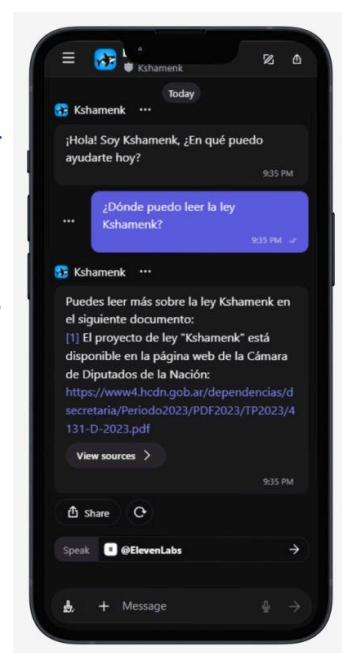 Kshamenk
Today
Kshamenk
¡Hola! Soy Kshamenk, ¿En qué puedo
ayudarte hoy?
9:35 PM
¿Dónde puedo leer la ley
Kshamenk?
9:35 PM
Kshamenk
Puedes leer más sobre la ley Kshamenk en
el siguiente documento:
[1] El proyecto de ley "Kshamenk" está
disponible en la página web de la Cámara
de Diputados de la Nación:
https://www4.hcdn.gob.ar/dependencias/d
secretaria/Periodo2023/PDF2023/TP2023/4
131-D-2023.pdf
View sources >
9:35 PM
Share
Speak @ElevenLabs
Message